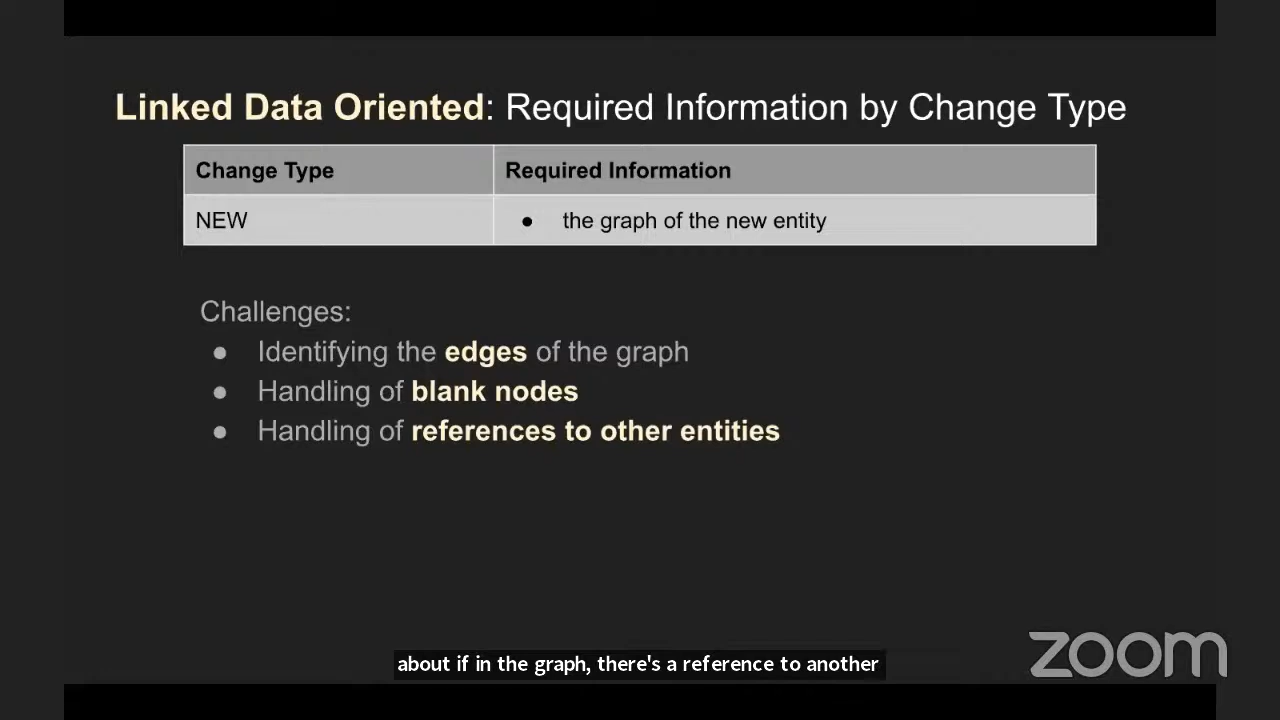 Linked Data Oriented: Required Information by Change Type
Change Type Required Information
NEW ● the graph of the new entity
Challenges:
● Identifying the edges of the graph
● Handling of blank nodes
● Handling of references to other entities
about if in the graph, there's a reference to another
zoom